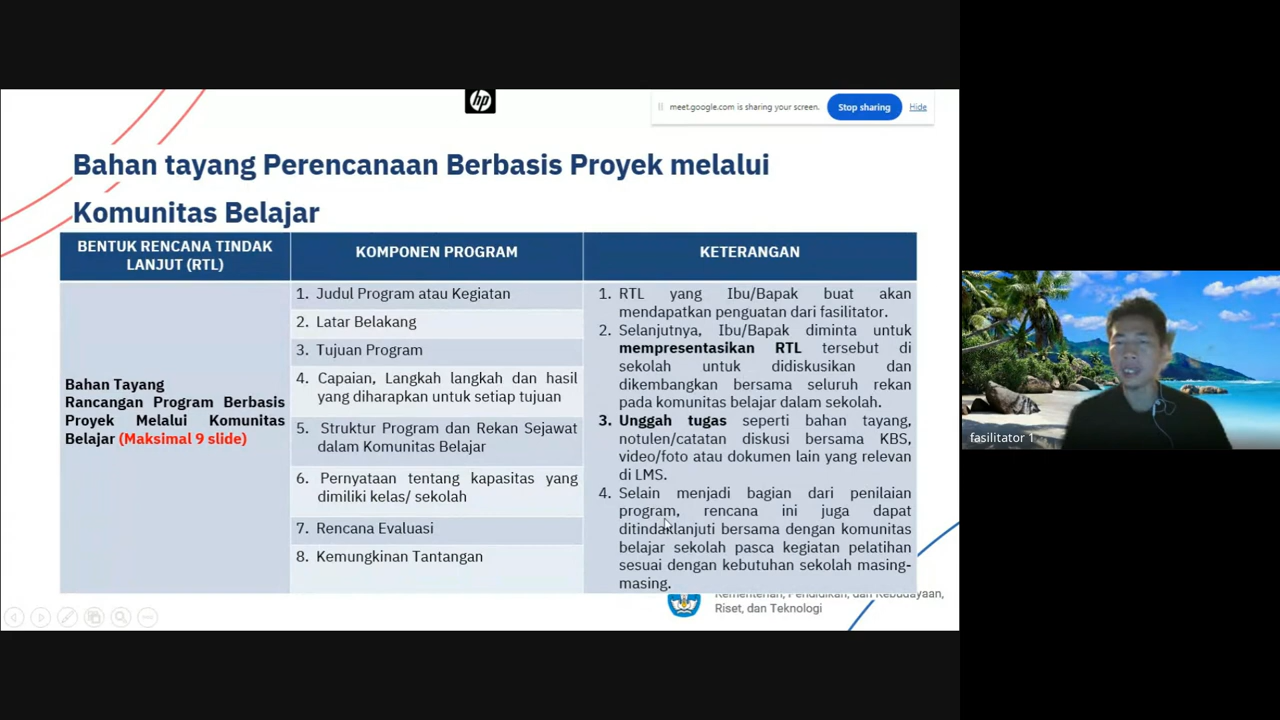 hp
meet.google.com is sharing your screen.
Stop sharing
Hide
Bahan tayang Perencanaan Berbasis Proyek melalui
Komunitas Belajar
BENTUK RENCANA TINDAK
LANJUT (RTL)
KOMPONEN PROGRAM
KETERANGAN
Bahan Tayang
Rancangan Program Berbasis
Proyek Melalui Komunitas
Belajar (Maksimal 9 slide)
1. Judul Program atau Kegiatan
2. Latar Belakang
3. Tujuan Program
4. Capaian, Langkah langkah dan hasil
yang diharapkan untuk setiap tujuan
5. Struktur Program dan Rekan Sejawat
dalam Komunitas Belajar
6. Pernyataan tentang kapasitas yang
dimiliki kelas/ sekolah
7. Rencana Evaluasi
8. Kemungkinan Tantangan
1. RTL yang Ibu/Bapak buat akan
mendapatkan penguatan dari fasilitator.
2. Selanjutnya, Ibu/Bapak diminta untuk
mempresentasikan RTL tersebut di
sekolah untuk didiskusikan dan
dikembangkan bersama seluruh rekan
pada komunitas belajar dalam sekolah.
3. Unggah tugas seperti bahan tayang,
notulen/catatan diskusi bersama KBS,
video/foto atau dokumen lain yang relevan
di LMS.
4. Selain menjadi bagian dari penilaian
program, rencana ini juga dapat
ditindaklanjuti bersama dengan komunitas
belajar sekolah pasca kegiatan pelatihan
sesuai dengan kebutuhan sekolah masing-
masing.
Kementerian, Pendidikan, dan Kebudayaan,
Riset, dan Teknologi
fasilitator 1